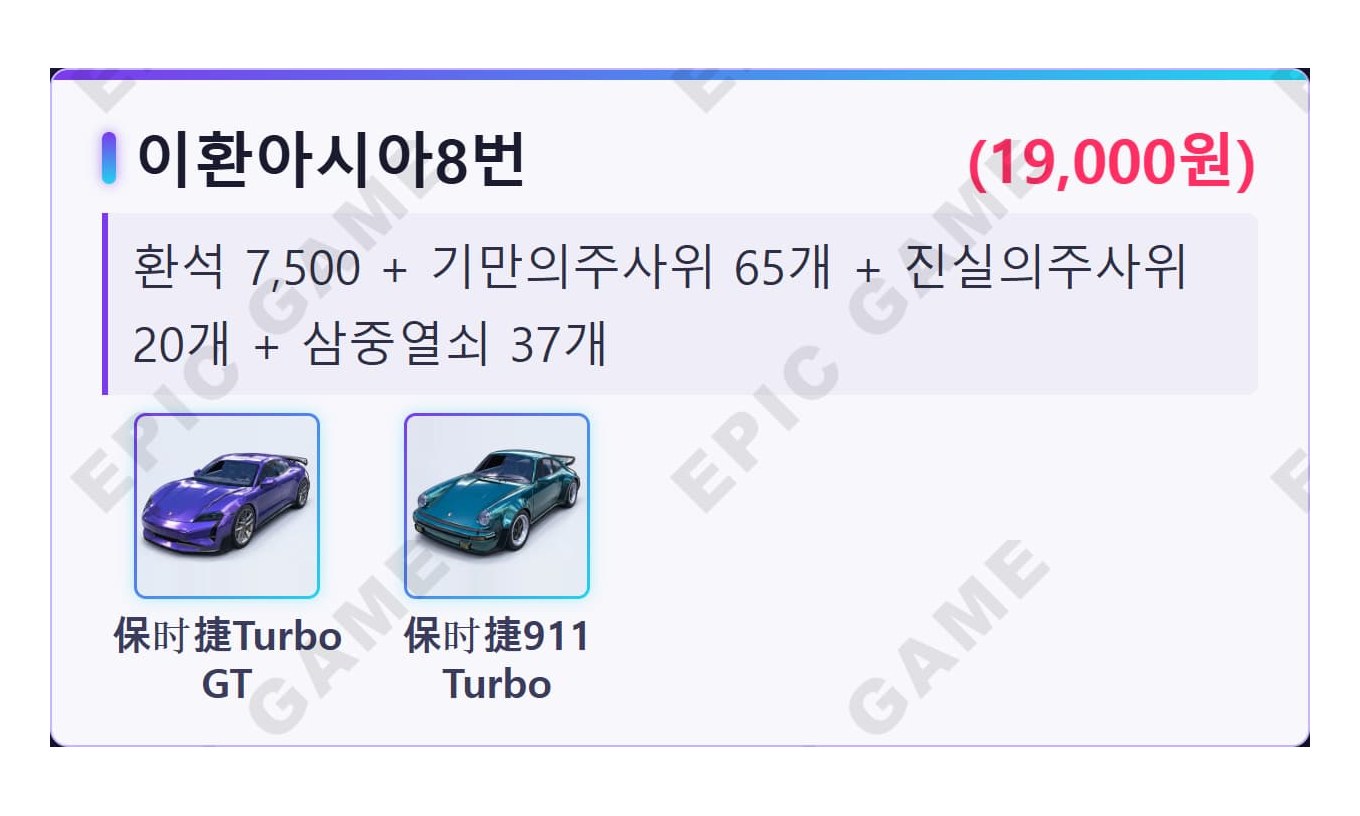 이환아시아8번
(19,000원)
환석 7,500 + 기만의주사위 65개 + 진실의주사위
20개 + 삼중열쇠 37개
保时捷Turbo
GT
保时捷911
Turbo
EPIC GAME
EPIC GAME